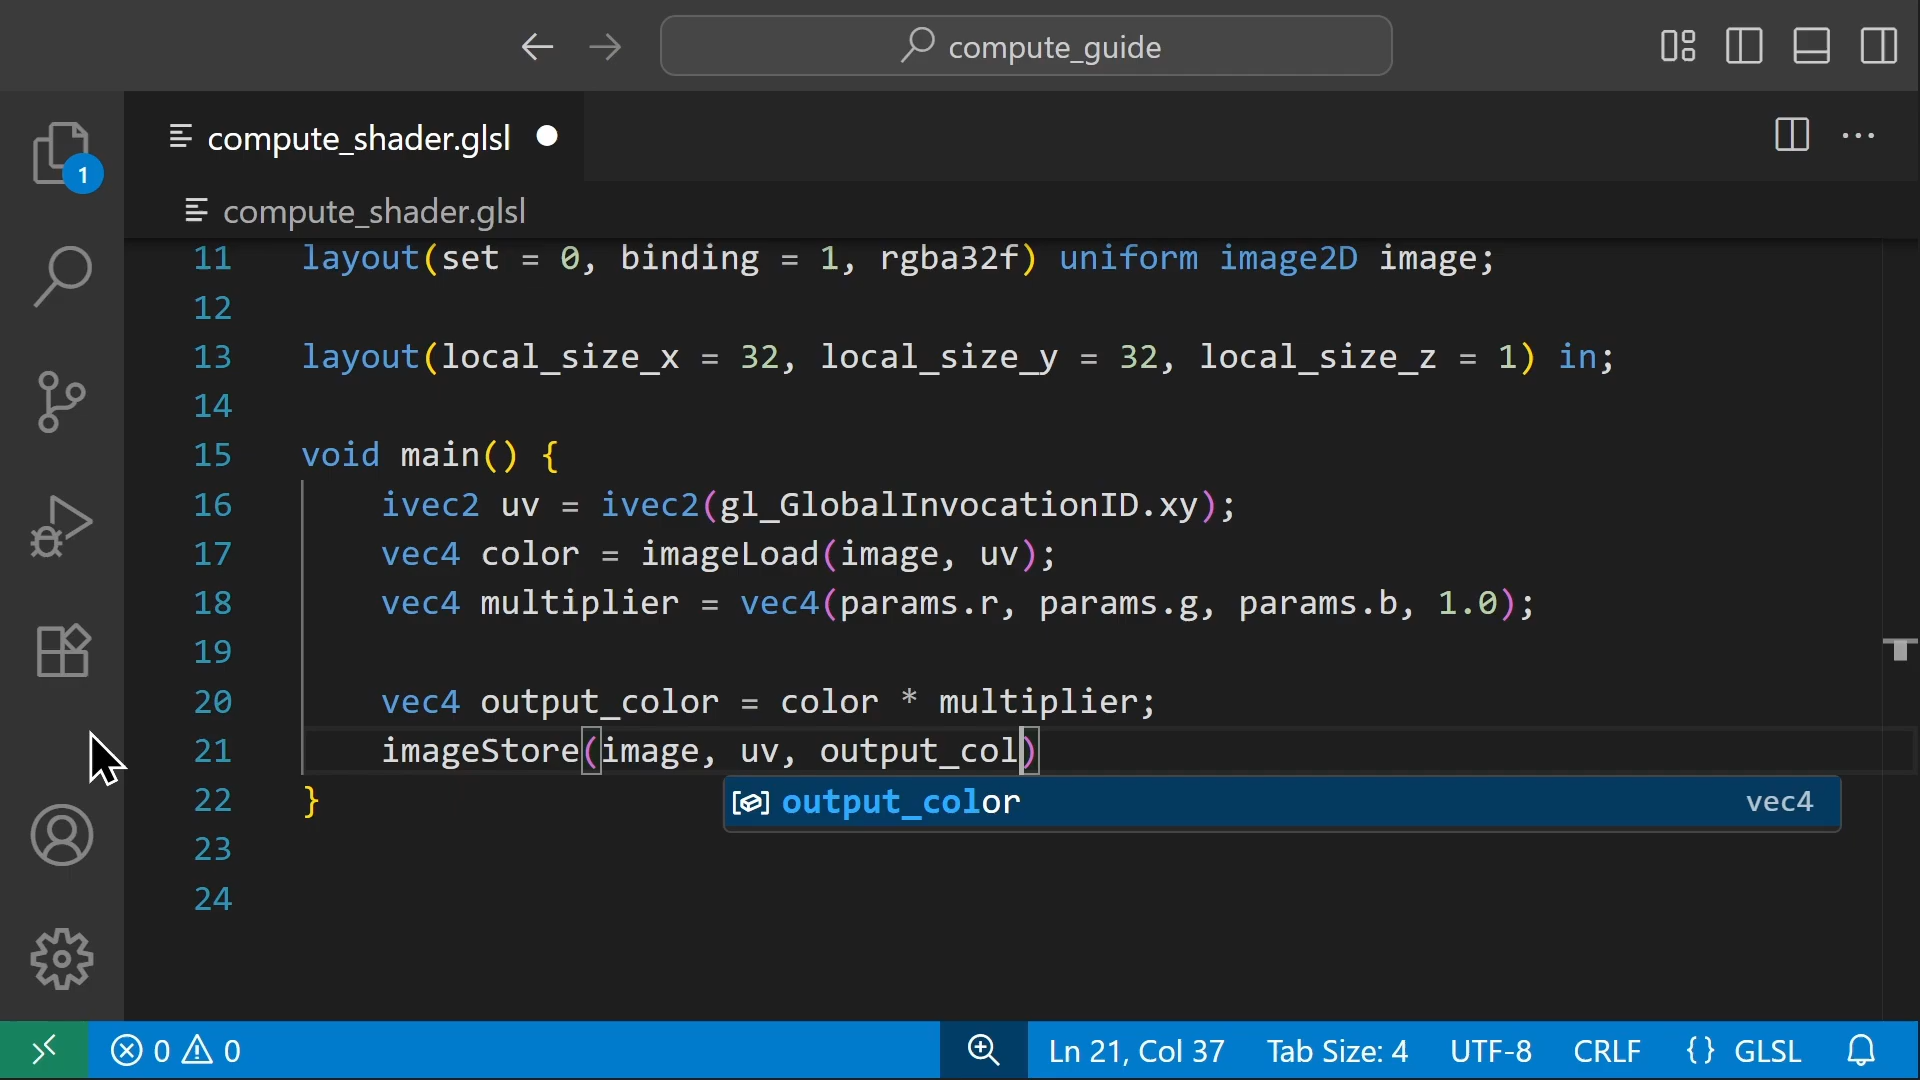 compute_guide
compute_shader.glsl
1
compute_shader.glsl
11 layout(set = 0, binding = 1, rgba32f) uniform image2D image;
12
13 layout(local_size_x = 32, local_size_y = 32, local_size_z = 1) in;
14
15 void main() {
16     ivec2 uv = ivec2(gl_GlobalInvocationID.xy);
17     vec4 color = imageLoad(image, uv);
18     vec4 multiplier = vec4(params.r, params.g, params.b, 1.0);
19
20     vec4 output_color = color * multiplier;
21     imageStore(image, uv, output_col)
22 }
output_color vec4
23
24
0 0 Ln 21, Col 37 Tab Size: 4 UTF-8 CRLF {} GLSL